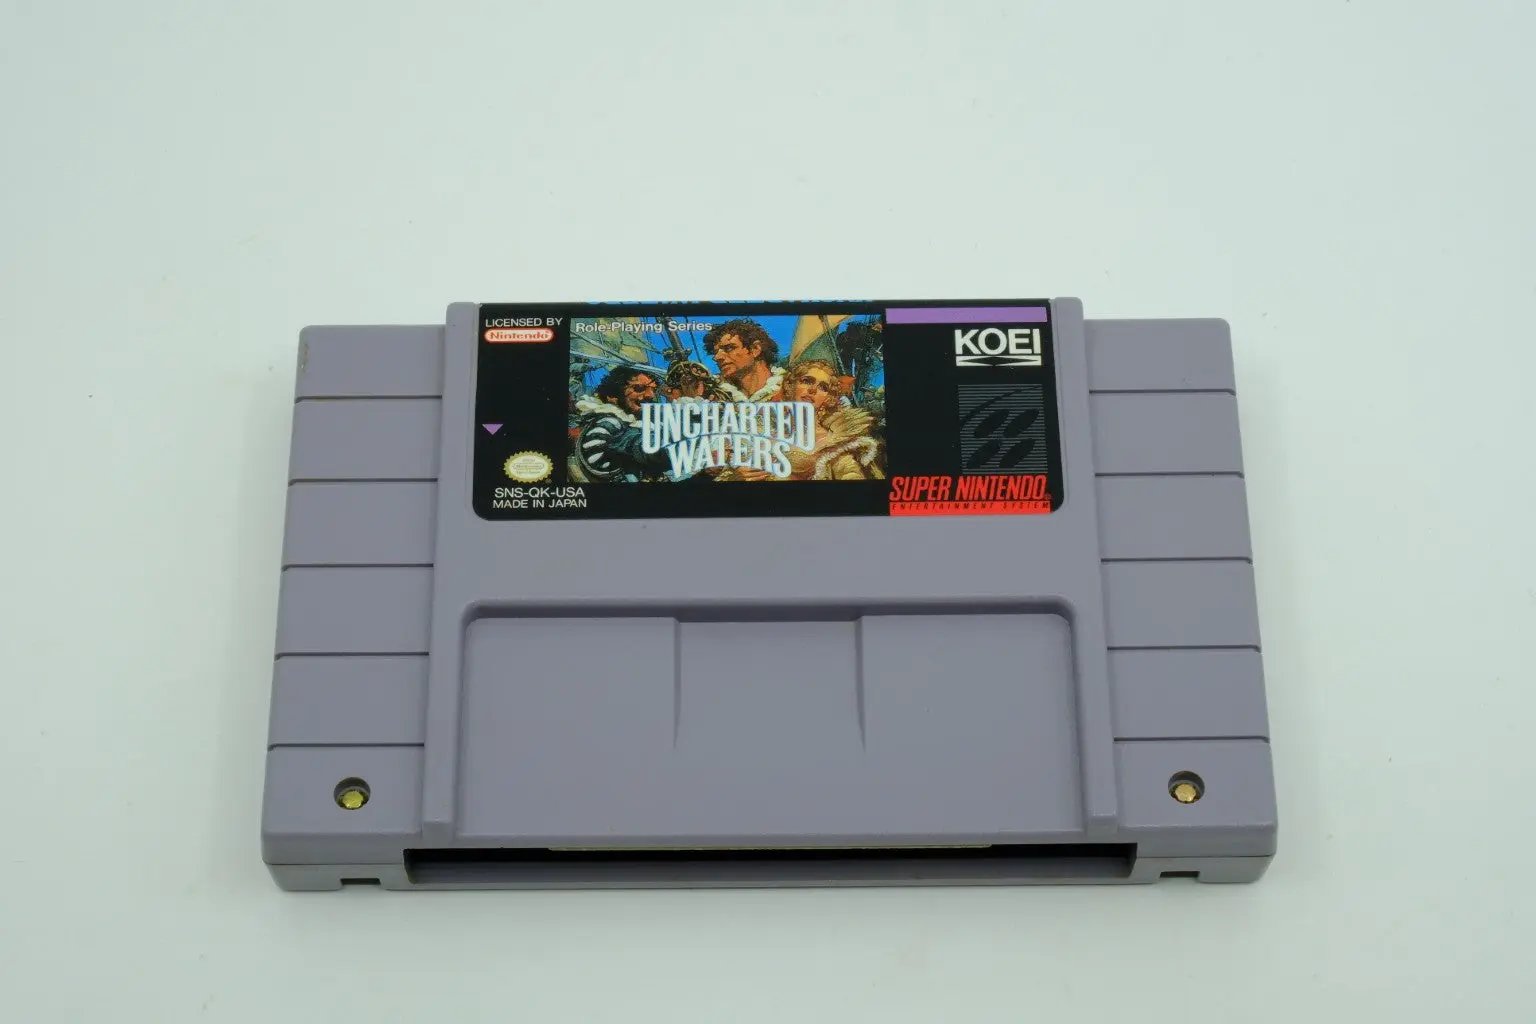 LICENSED BY
Nintendo
Role-Playing Series
UNCHARTED
WATERS
KOEI
SNS-QK-USA
MADE IN JAPAN
SUPER NINTENDO
ENTERTAINMENT SYSTEM